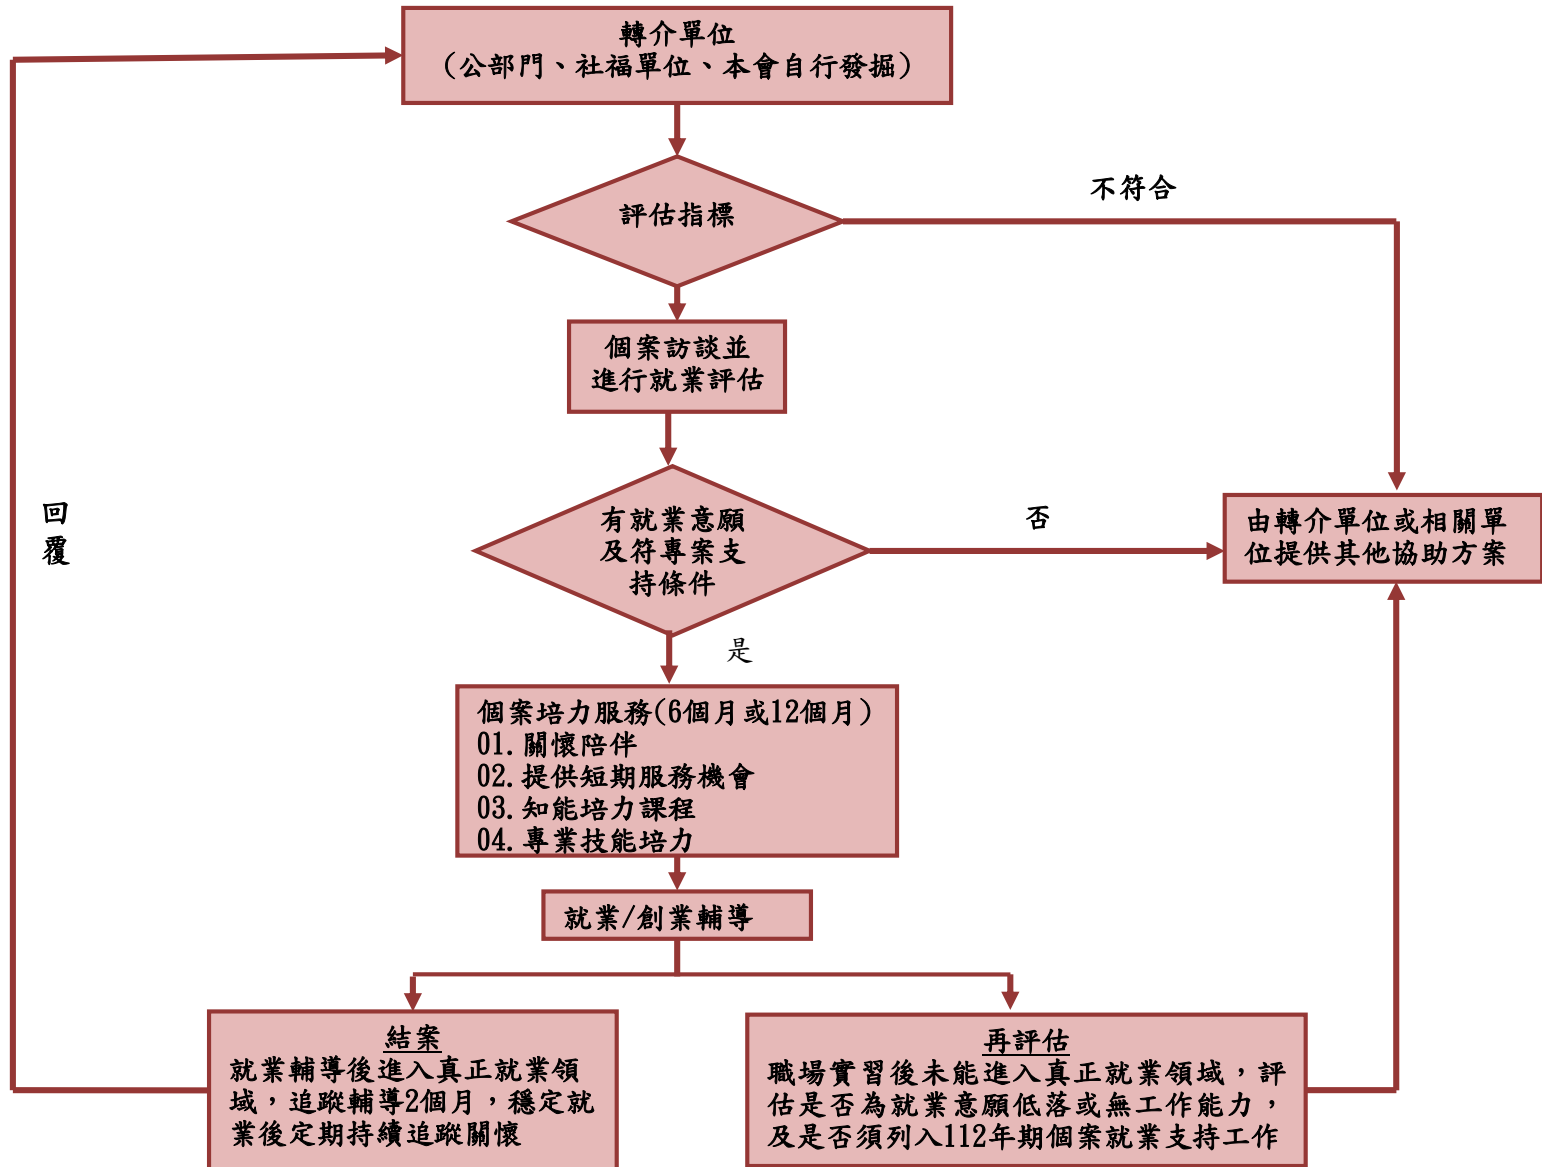 轉介單位
（公部門、社福單位、本會自行發掘）
評估指標
不符合
個案訪談並
進行就業評估
回
覆
有就業意願
及符專案支
持條件
否
由轉介單位或相關單
位提供其他協助方案
是
個案培力服務(6個月或12個月)
01.關懷陪伴
02.提供短期服務機會
03.知能培力課程
04.專業技能培力
就業/創業輔導
結案
就業輔導後進入真正就業領
域，追蹤輔導2個月，穩定就
業後定期持續追蹤關懷
再評估
職場實習後未能進入真正就業領域，評
估是否為就業意願低落或無工作能力，
及是否須列入112年期個案就業支持工作